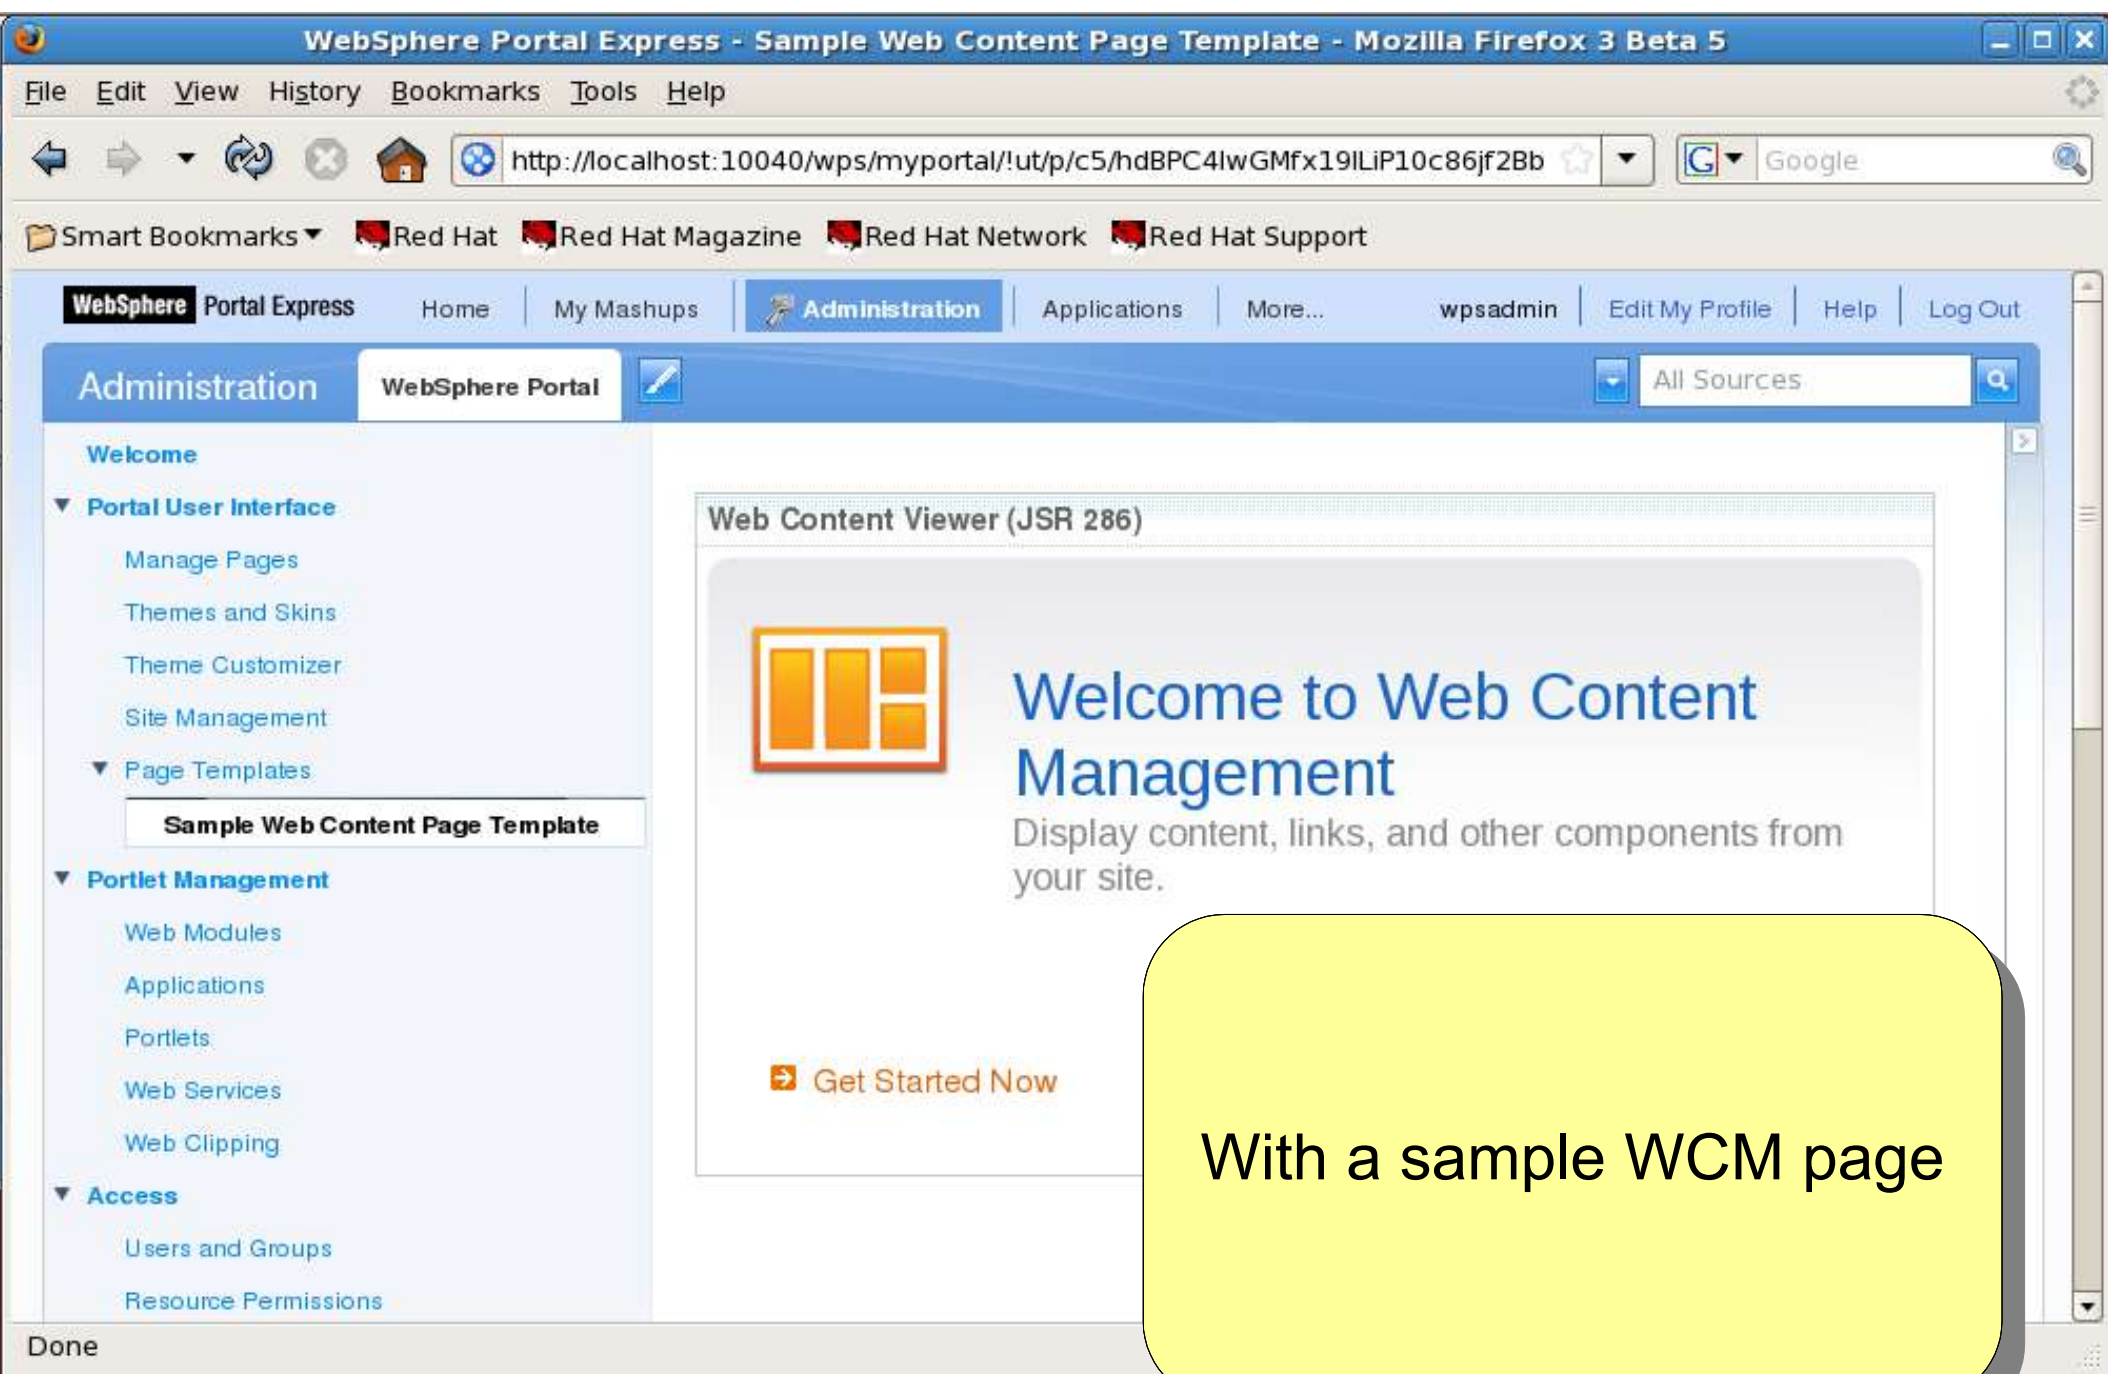 WebSphere Portal Express - Sample Web Content Page Template - Mozilla Firefox 3 Beta 5
File Edit View History Bookmarks Tools Help
http://localhost:10040/wps/myportal/!ut/p/c5/hdBPC4IwGMfx19ILiP10c86jf2Bb G Google
Smart Bookmarks Red Hat Red Hat Magazine Red Hat Network Red Hat Support
WebSphere Portal Express Home My Mashups Administration Applications More... wpsadmin Edit My Profile Help Log Out
Administration WebSphere Portal All Sources
Welcome
Portal User Interface
Manage Pages
Themes and Skins
Theme Customizer
Site Management
Page Templates
Sample Web Content Page Template
Portlet Management
Web Modules
Applications
Portlets
Web Services
Web Clipping
Access
Users and Groups
Resource Permissions
Web Content Viewer (JSR 286)
Welcome to Web Content
Management
Display content, links, and other components from
your site.
Get Started Now
With a sample WCM page
Done